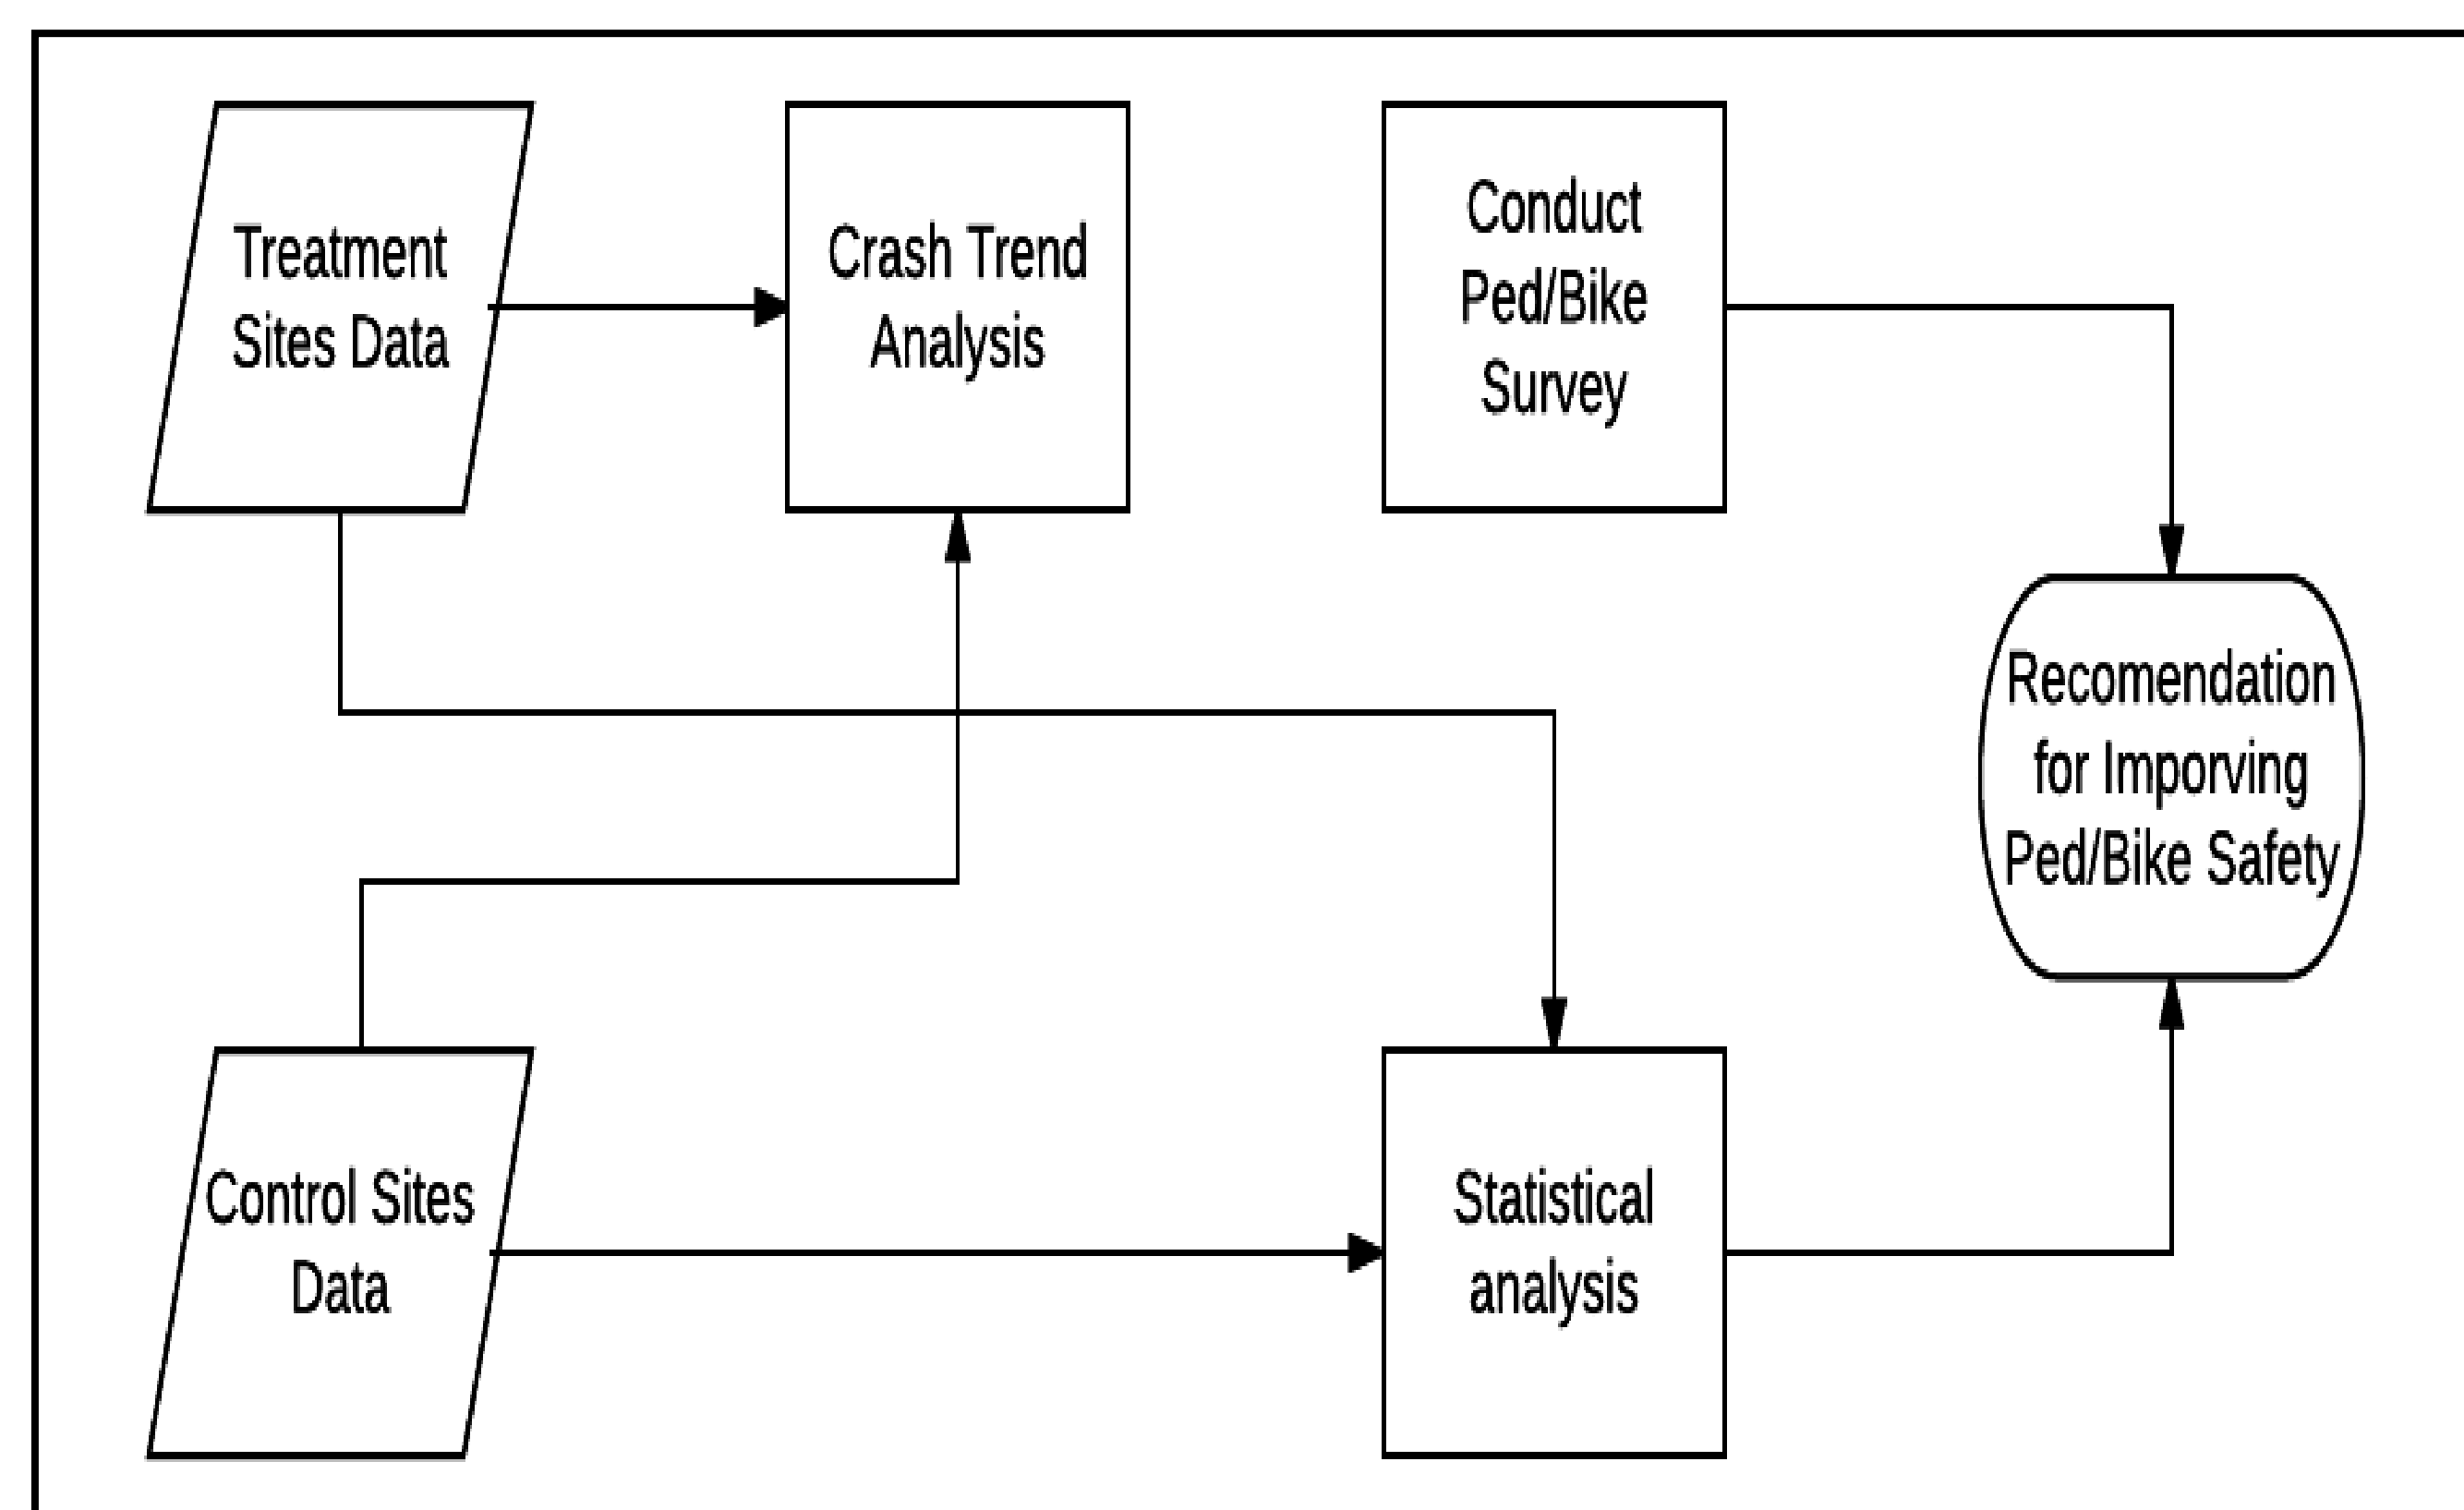 Treatment
Sites Data
Crash Trend
Analysis
Conduct
Ped/Bike
Survey
Recomendation
for Imporving
Ped/Bike Safety
Control Sites
Data
Statistical
analysis